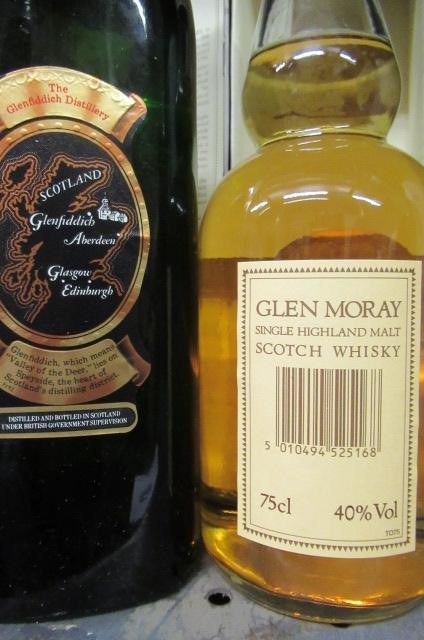 The
Glenfiddich Distillery
SCOTLAND
Glenfiddich
Aberdeen
Glasgow
Edinburgh
Glenfiddich, which means
"Valley of the Deer," lies on
Speyside, the heart of
Scotland's distilling district.
DISTILLED AND BOTTLED IN SCOTLAND
UNDER BRITISH GOVERNMENT SUPERVISION
GLEN MORAY
SINGLE HIGHLAND MALT
SCOTCH WHISKY
5 010494 525168
75cl 40% Vol
TO75